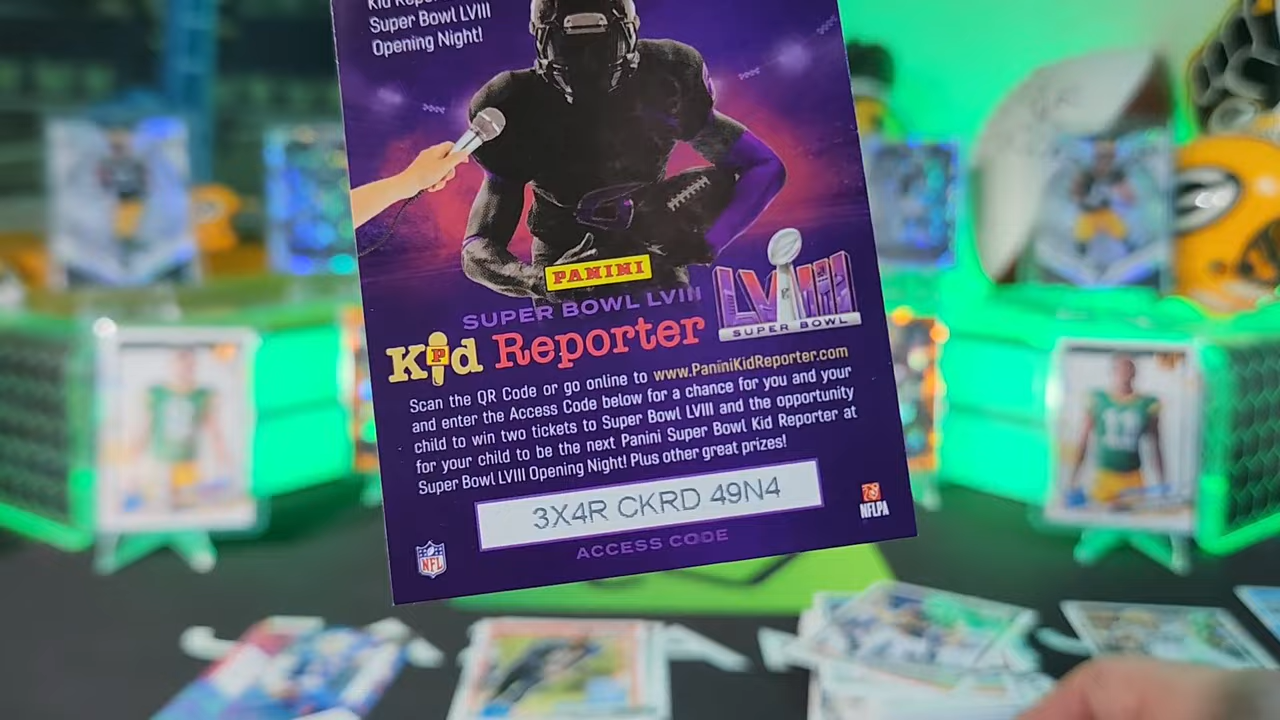 Super Bowl LVIII
Opening Night!
PANINI
SUPER BOWL LVIII
LVIII
SUPER BOWL
Kid Reporter
Scan the QR Code or go online to www.PaniniKidReporter.com
and enter the Access Code below for a chance for you and your
child to win two tickets to Super Bowl LVIII and the opportunity
for your child to be the next Panini Super Bowl Kid Reporter at
Super Bowl LVIII Opening Night! Plus other great prizes!
3X4R CKRD 49N4
ACCESS CODE
NFL
NFLPA